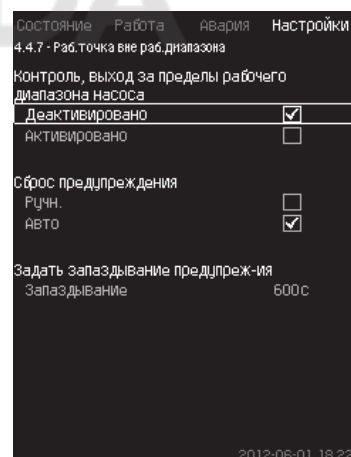 Состояние Работа Авария Настройки
4.4.7 - Раб.точка вне раб.диапазона
Контроль, выход за пределы рабочего
диапазона насоса
Деактивировано
Активировано
Сброс предупреждения
Ручн.
Авто
Задать запаздывание предупреж-ия
Запаздывание 600с
2012-06-01 18:22